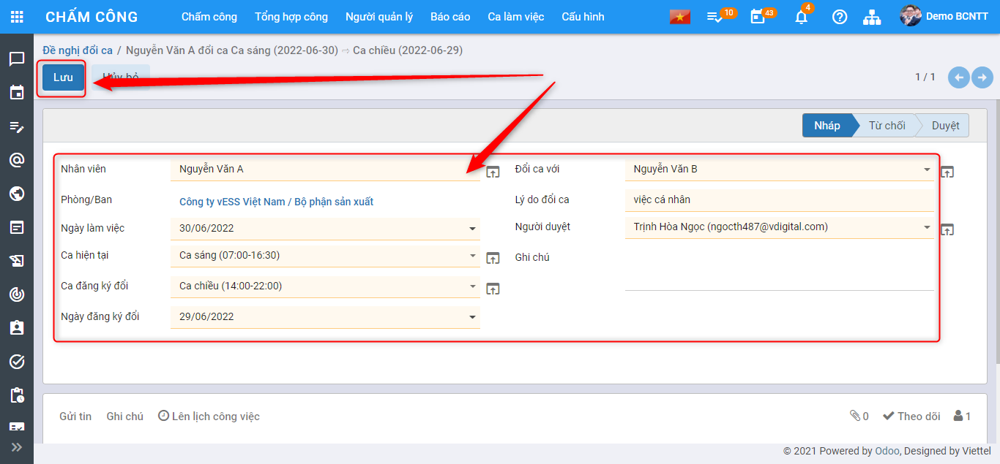 CHẤM CÔNG Chấm công Tổng hợp công Người quản lý Báo cáo Ca làm việc Cấu hình 10 43 4 Demo BCNTT
Đề nghị đổi ca / Nguyễn Văn A đổi ca Ca sáng (2022-06-30) ⇨ Ca chiều (2022-06-29)
Lưu Hủy bỏ 1 / 1
Nháp Từ chối Duyệt
Nhân viên Nguyễn Văn A Đổi ca với Nguyễn Văn B
Phòng/Ban Công ty vESS Việt Nam / Bộ phận sản xuất Lý do đổi ca việc cá nhân
Ngày làm việc 30/06/2022 Người duyệt Trịnh Hòa Ngọc (ngocth487@vdigital.com)
Ca hiện tại Ca sáng (07:00-16:30) Ghi chú
Ca đăng ký đổi Ca chiều (14:00-22:00)
Ngày đăng ký đổi 29/06/2022
Gửi tin Ghi chú Lên lịch công việc 0 Theo dõi 1
© 2021 Powered by Odoo, Designed by Viettel